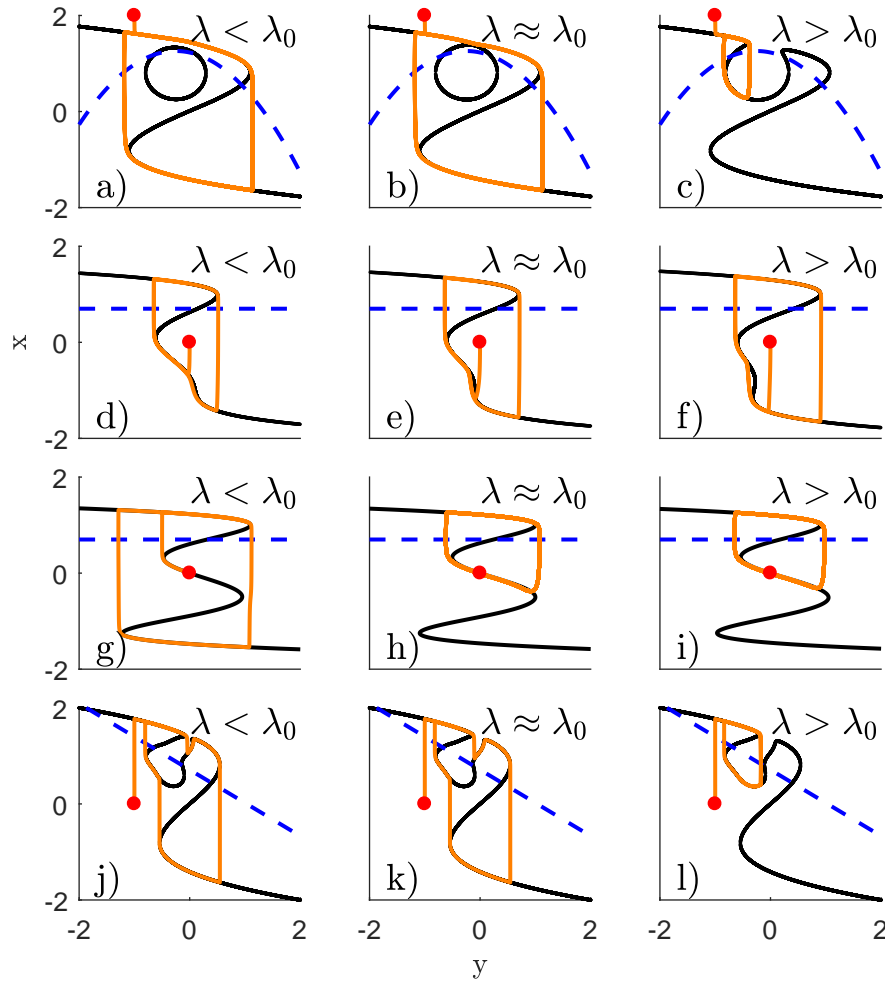 2
0
-2
a)
λ < λ₀
b)
λ ≈ λ₀
c)
λ > λ₀
2
0
-2
d)
λ < λ₀
e)
λ ≈ λ₀
f)
λ > λ₀
x
2
0
-2
g)
λ < λ₀
h)
λ ≈ λ₀
i)
λ > λ₀
2
0
-2
j)
λ < λ₀
k)
λ ≈ λ₀
l)
λ > λ₀
-2 0 2
-2 0 2
-2 0 2
y